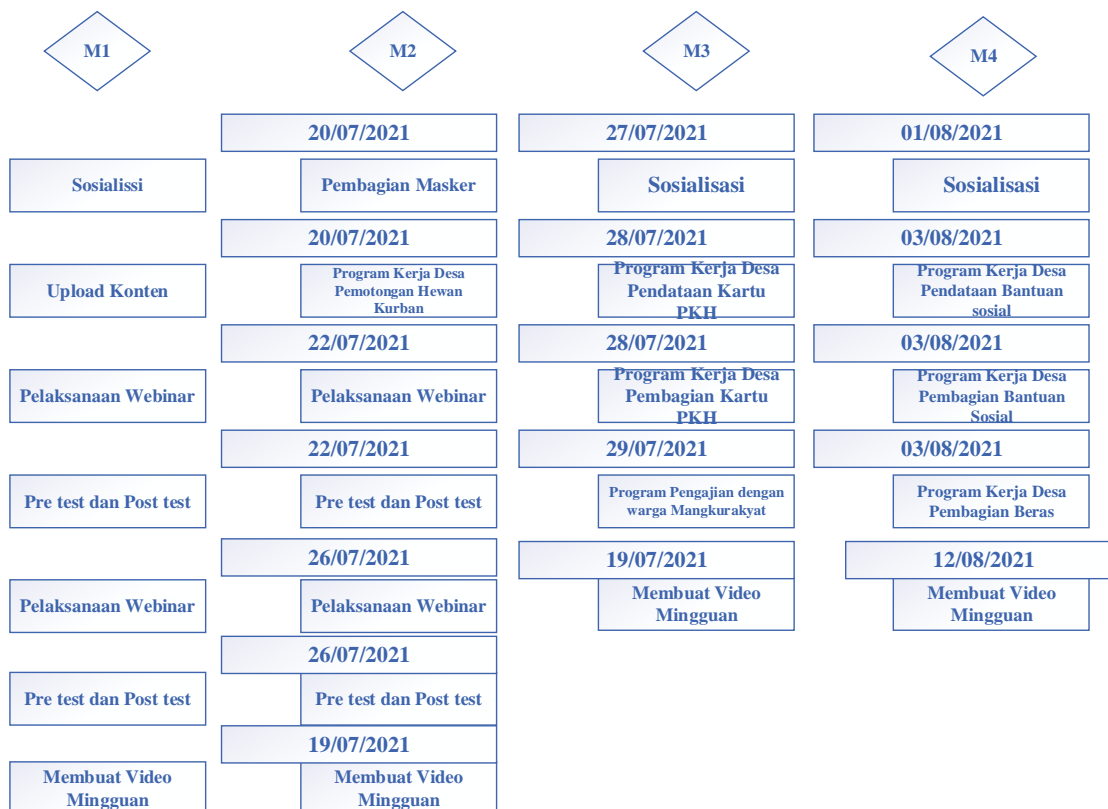 M1
M2
M3
M4
20/07/2021
27/07/2021
01/08/2021
Sosialissi
Pembagian Masker
Sosialisasi
Sosialisasi
20/07/2021
28/07/2021
03/08/2021
Upload Konten
Program Kerja Desa
Pemotongan Hewan
Kurban
Program Kerja Desa
Pendataan Kartu
PKH
Program Kerja Desa
Pendataan Bantuan
sosial
22/07/2021
28/07/2021
03/08/2021
Pelaksanaan Webinar
Pelaksanaan Webinar
Program Kerja Desa
Pembagian Kartu
PKH
Program Kerja Desa
Pembagian Bantuan
Sosial
22/07/2021
29/07/2021
03/08/2021
Pre test dan Post test
Pre test dan Post test
Program Pengajian dengan
warga Mangkurakyat
Program Kerja Desa
Pembagian Beras
26/07/2021
19/07/2021
12/08/2021
Pelaksanaan Webinar
Pelaksanaan Webinar
Membuat Video
Mingguan
Membuat Video
Mingguan
26/07/2021
Pre test dan Post test
Pre test dan Post test
19/07/2021
Membuat Video
Mingguan
Membuat Video
Mingguan